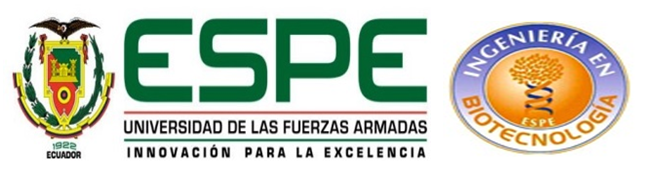 1922
ECUADOR
ESPE
UNIVERSIDAD DE LAS FUERZAS ARMADAS
INNOVACIÓN PARA LA EXCELENCIA
INGENIERÍA EN
BIOTECNOLOGÍA
ESPE